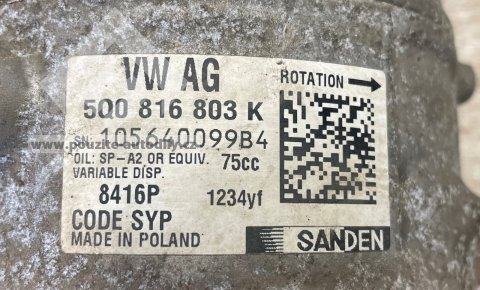 VW AG
ROTATION
5Q0 816 803 K
SN: 105640099B4
www.pouzite-autodily.cz
OIL: SP-A2 OR EQUIV. 75cc
VARIABLE DISP.
8416P 1234yf
CODE SYP
MADE IN POLAND
SANDEN